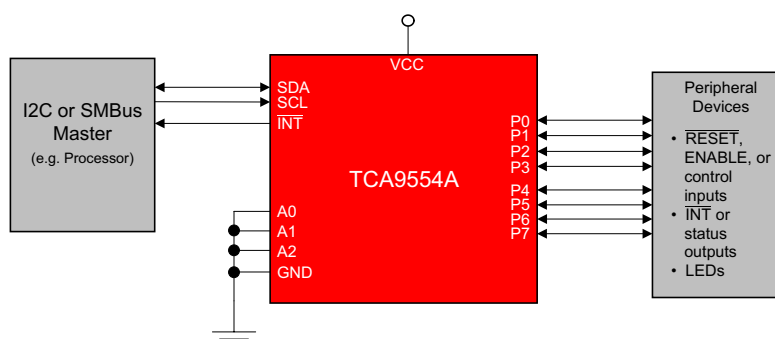 I2C or SMBus
Master
(e.g. Processor)
VCC
SDA
SCL
INT
A0
A1
A2
GND
TCA9554A
P0
P1
P2
P3
P4
P5
P6
P7
Peripheral
Devices
• RESET,
ENABLE, or
control
inputs
• INT or
status
outputs
• LEDs